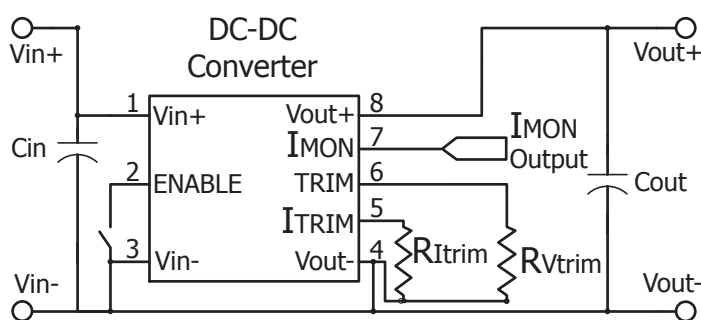 DC-DC
Converter
Vin+
Vout+
1
Vin+
Vout+
8
IMON
7
IMON
Output
Cin
2
ENABLE
TRIM
6
Cout
ITRIM
5
3
Vin-
Vout-
4
RItrim
RVtrim
Vin-
Vout-